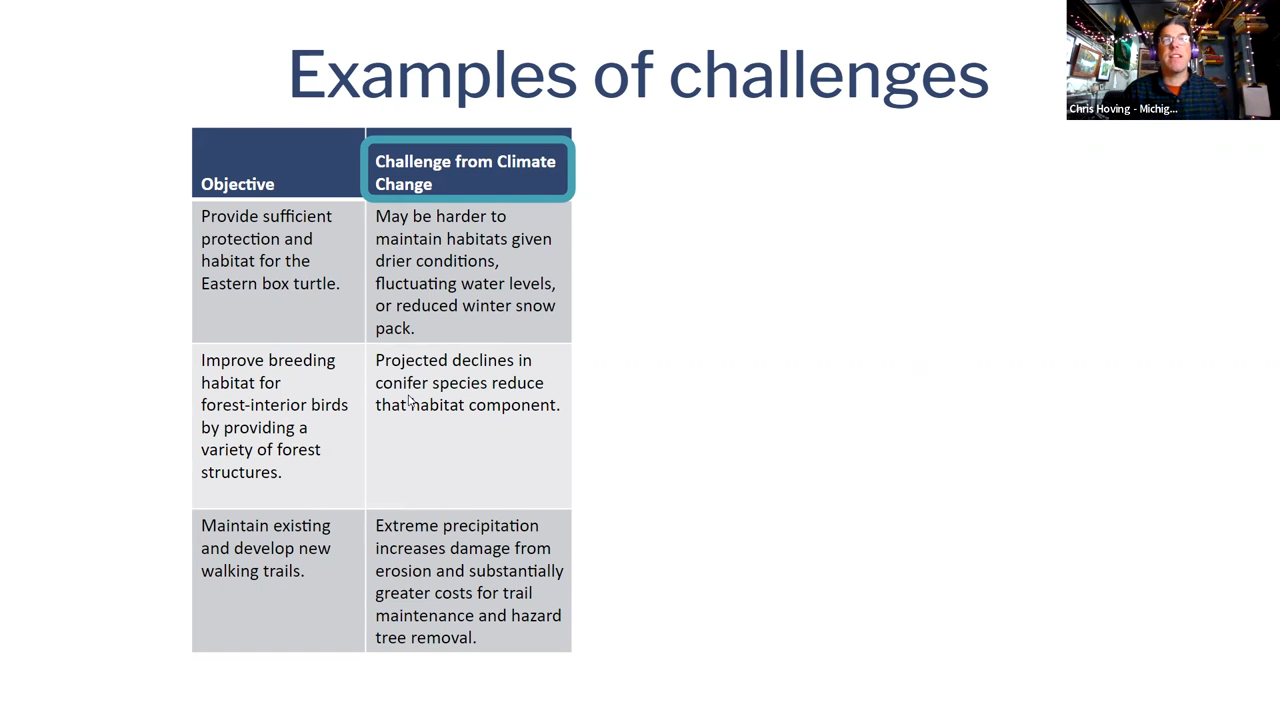 Examples of challenges
Chris Hoving - Michig...
Objective
Challenge from Climate
Change
Provide sufficient
protection and
habitat for the
Eastern box turtle.
May be harder to
maintain habitats given
drier conditions,
fluctuating water levels,
or reduced winter snow
pack.
Improve breeding
habitat for
forest-interior birds
by providing a
variety of forest
structures.
Projected declines in
conifer species reduce
that habitat component.
Maintain existing
and develop new
walking trails.
Extreme precipitation
increases damage from
erosion and substantially
greater costs for trail
maintenance and hazard
tree removal.